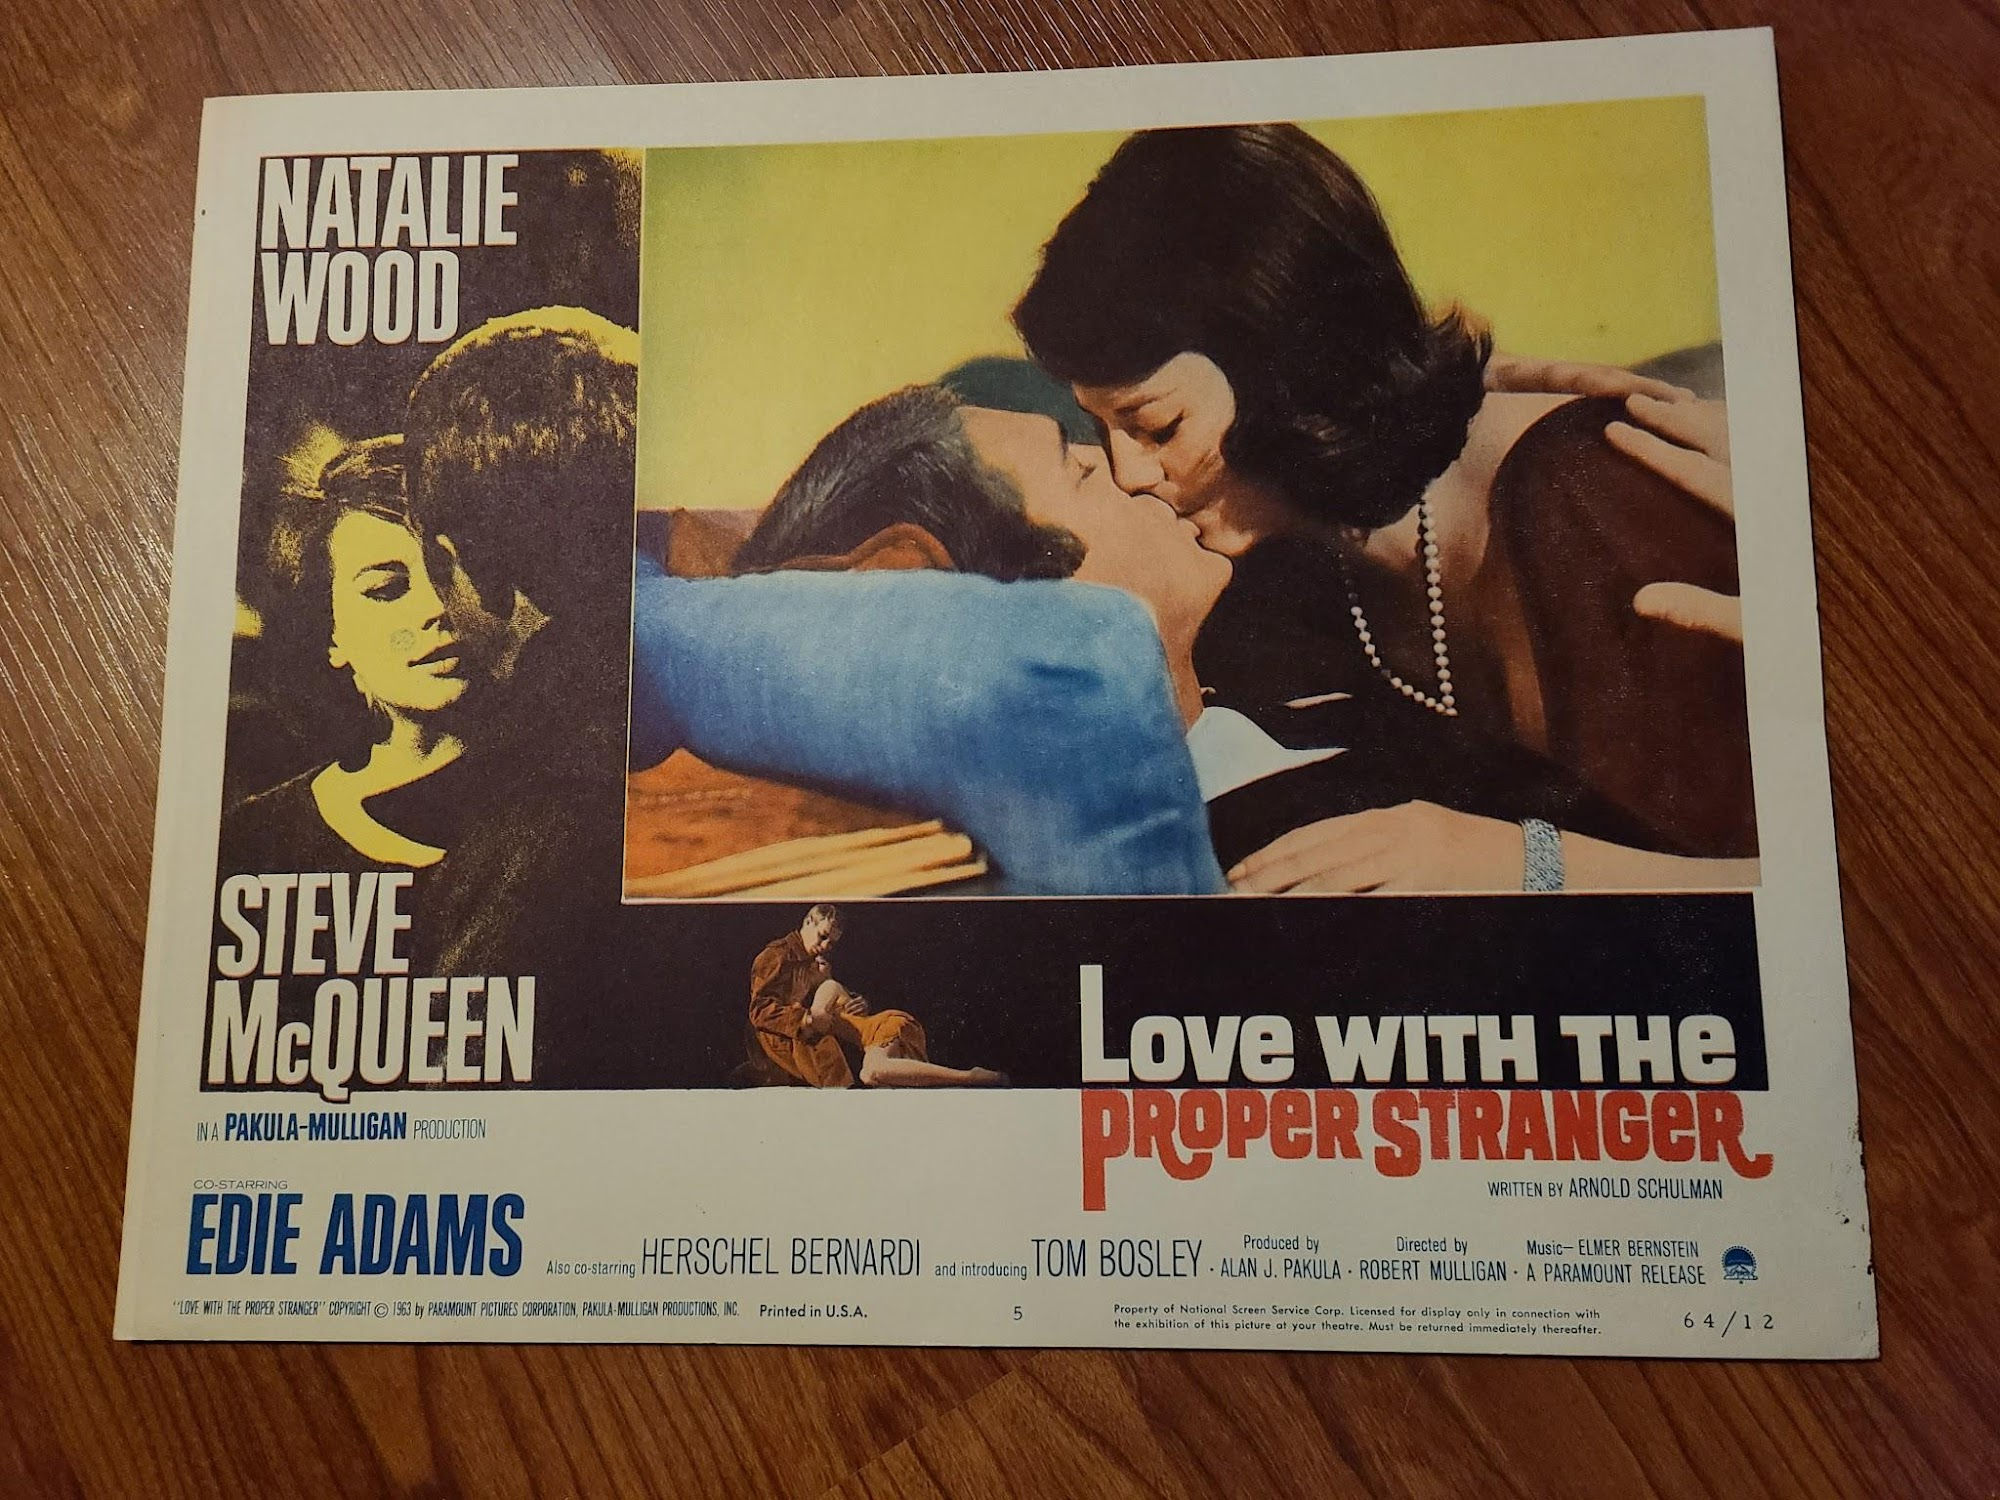 NATALIE
WOOD
STEVE
McQUEEN
LOVE WITH THE
PROPER STRANGER
IN A PAKULA-MULLIGAN PRODUCTION
WRITTEN BY ARNOLD SCHULMAN
CO-STARRING
EDIE ADAMS
Also co-starring HERSCHEL BERNARDI and introducing TOM BOSLEY ·
Produced by
ALAN J. PAKULA ·
Directed by
ROBERT MULLIGAN ·
Music— ELMER BERNSTEIN
A PARAMOUNT RELEASE
"LOVE WITH THE PROPER STRANGER" COPYRIGHT © 1963 by PARAMOUNT PICTURES CORPORATION, PAKULA-MULLIGAN PRODUCTIONS, INC. Printed in U.S.A.
5
Property of National Screen Service Corp. Licensed for display only in connection with
the exhibition of this picture at your theatre. Must be returned immediately thereafter.
64/12